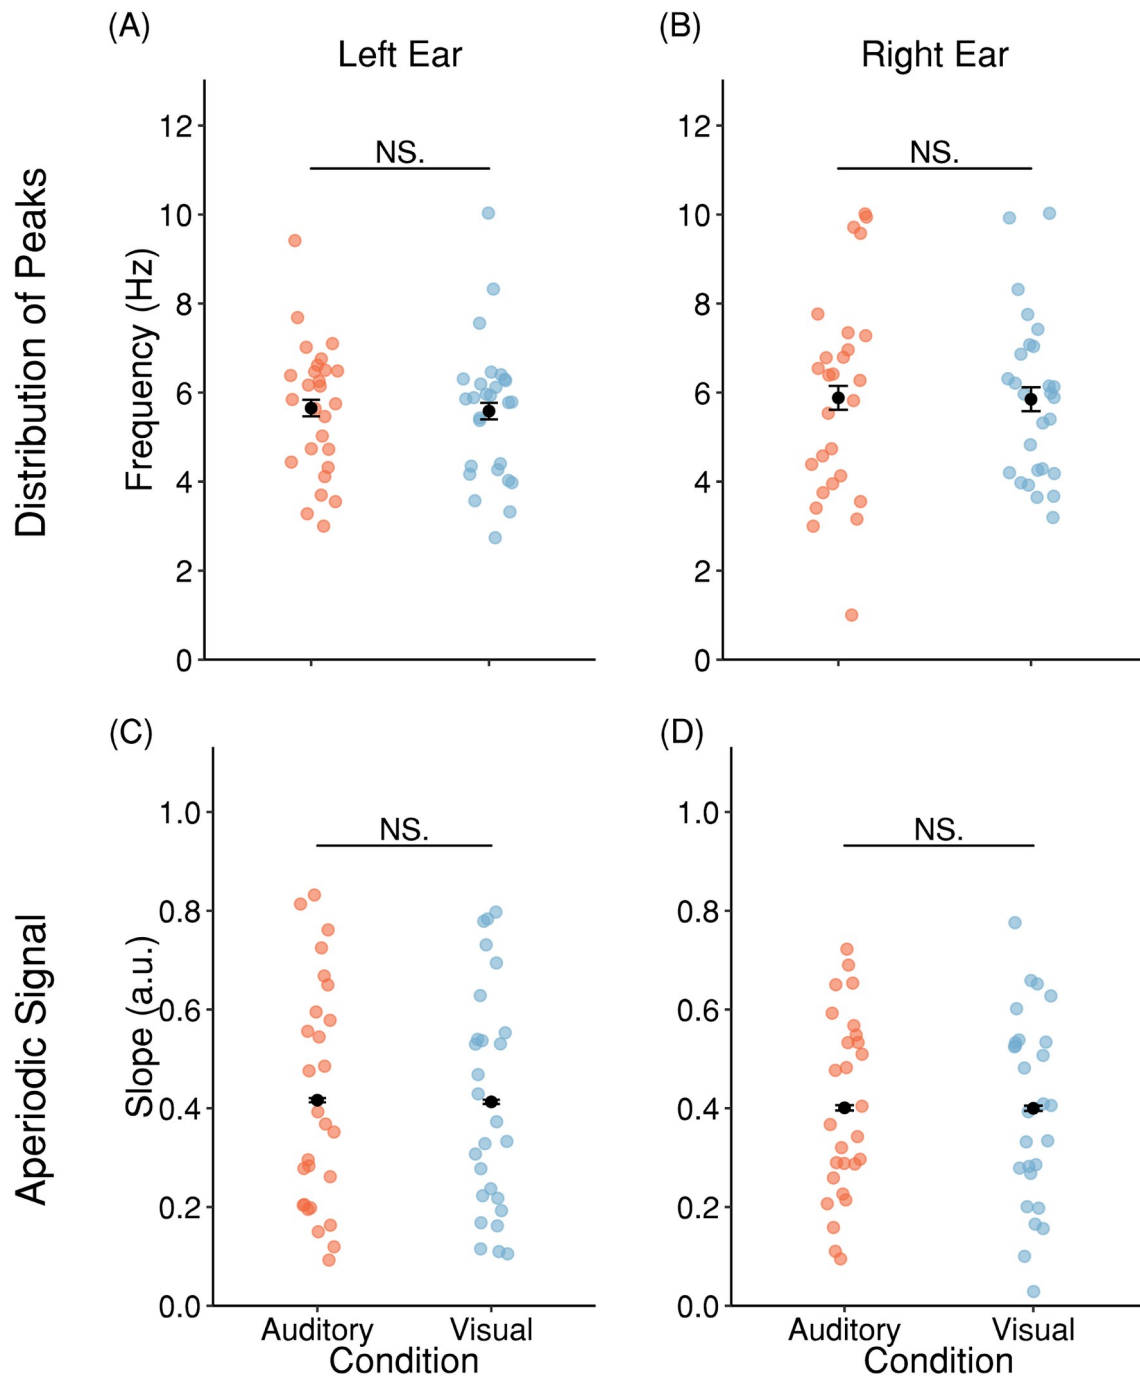 (A)
Left Ear
(B)
Right Ear
Distribution of Peaks
Frequency (Hz)
12
10
8
6
4
2
0
NS.
12
10
8
6
4
2
0
NS.
(C)
(D)
Aperiodic Signal
Slope (a.u.)
1.0
0.8
0.6
0.4
0.2
0.0
NS.
Auditory Visual
Condition
1.0
0.8
0.6
0.4
0.2
0.0
NS.
Auditory Visual
Condition